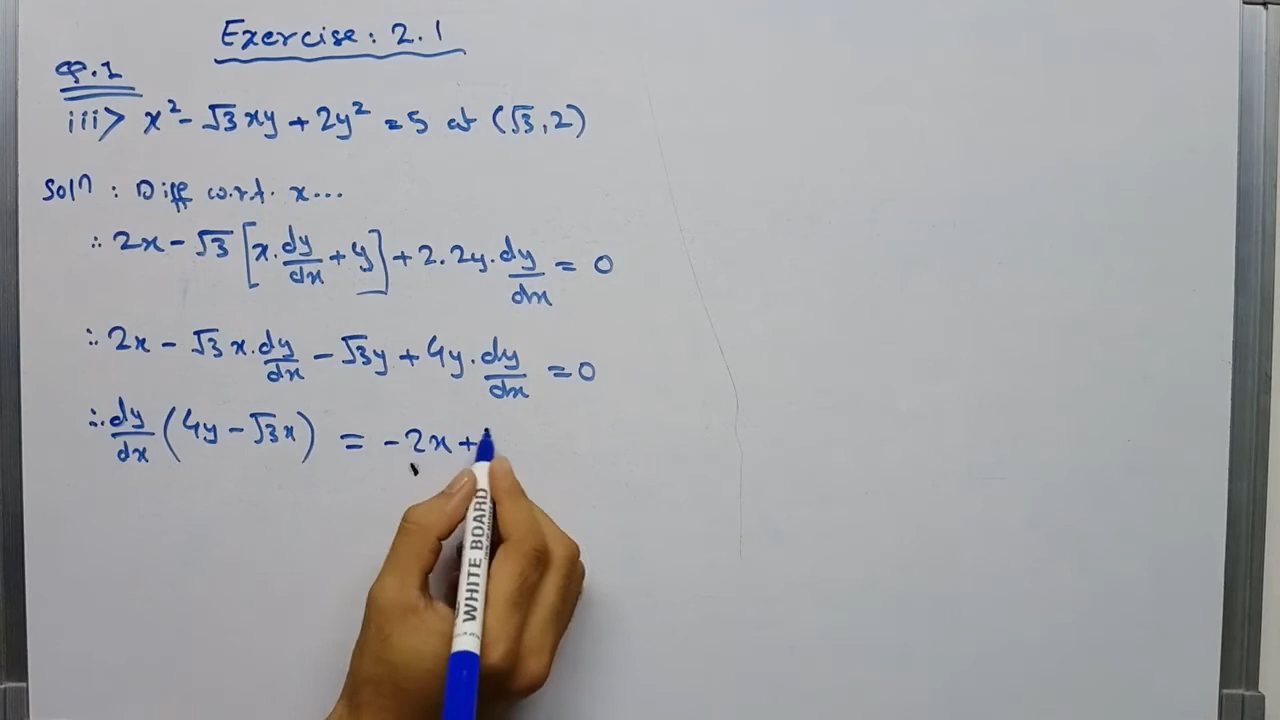 Exercise: 2.1
Q.1
iii> x² - √3xy + 2y² = 5 at (√3, 2)
Solⁿ : Diff w.r.t. x...
∴ 2x - √3 [x. dy/dx + y] + 2.2y. dy/dx = 0
∴ 2x - √3 x. dy/dx - √3y + 4y. dy/dx = 0
∴ dy/dx (4y - √3x) = -2x +
WHITE BOARD